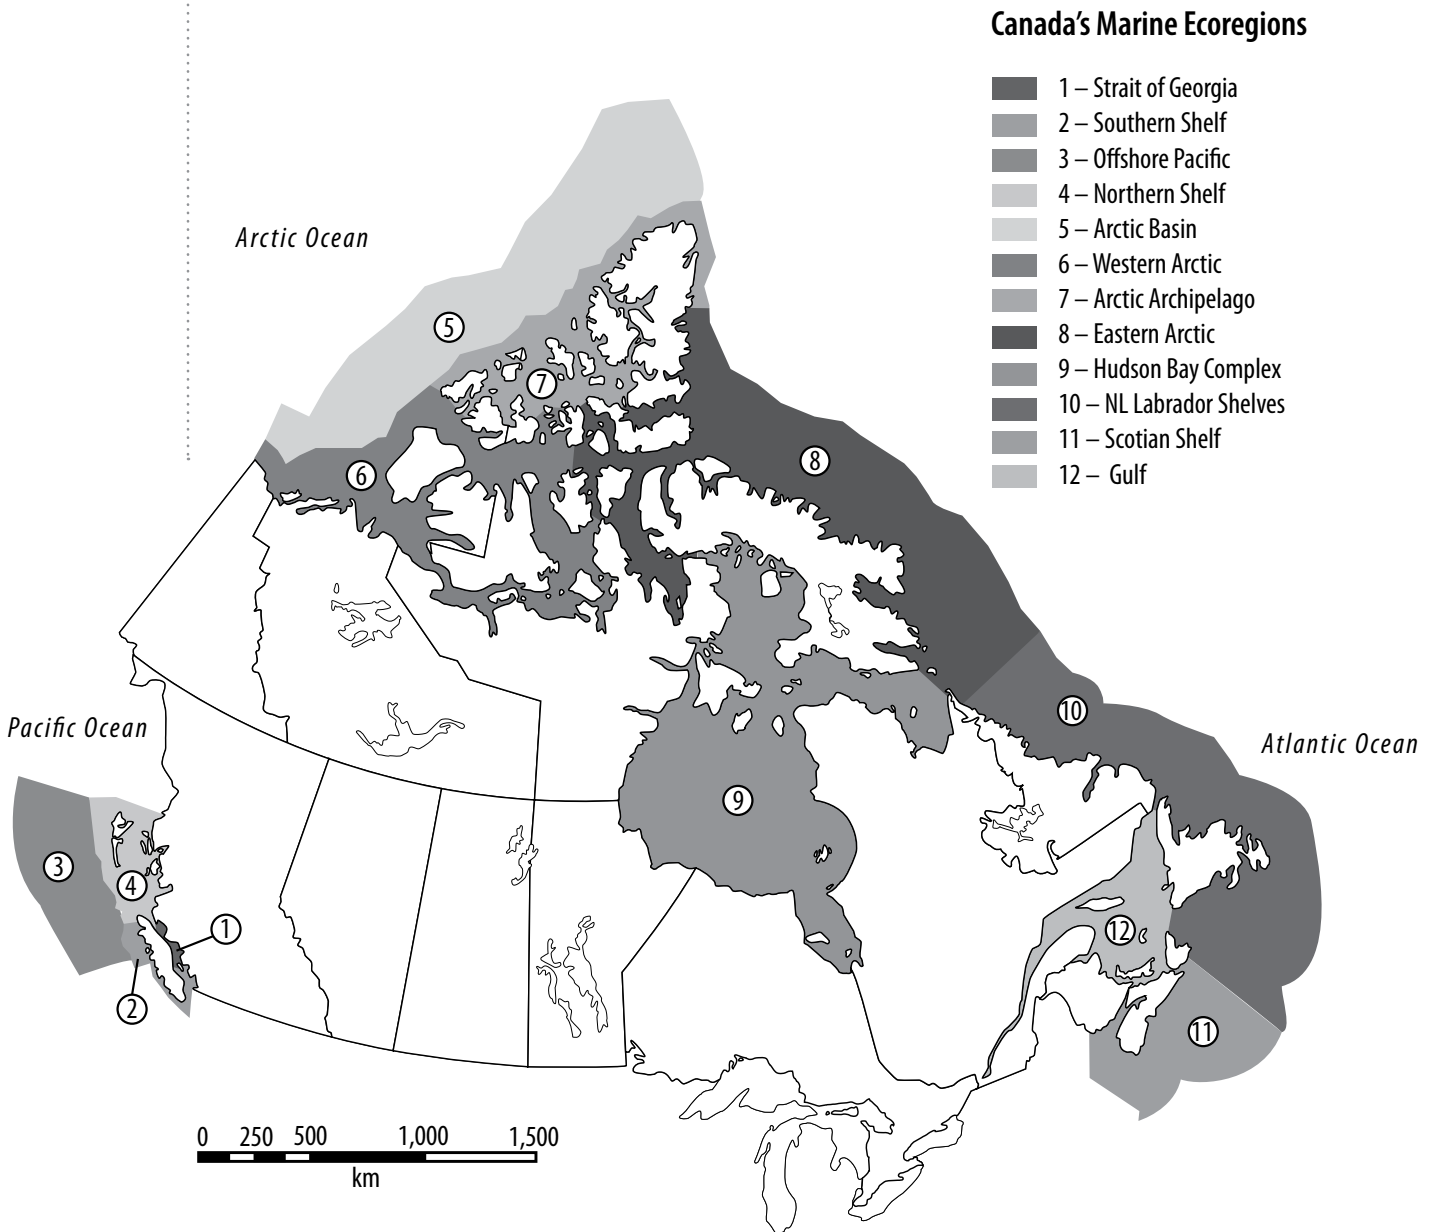 Canada's Marine Ecoregions
1 – Strait of Georgia
2 – Southern Shelf
3 – Offshore Pacific
4 – Northern Shelf
5 – Arctic Basin
6 – Western Arctic
7 – Arctic Archipelago
8 – Eastern Arctic
9 – Hudson Bay Complex
10 – NL Labrador Shelves
11 – Scotian Shelf
12 – Gulf
Arctic Ocean
5
7
8
6
10
Pacific Ocean
Atlantic Ocean
9
3
4
1
12
2
11
0 250 500 1,000 1,500
km